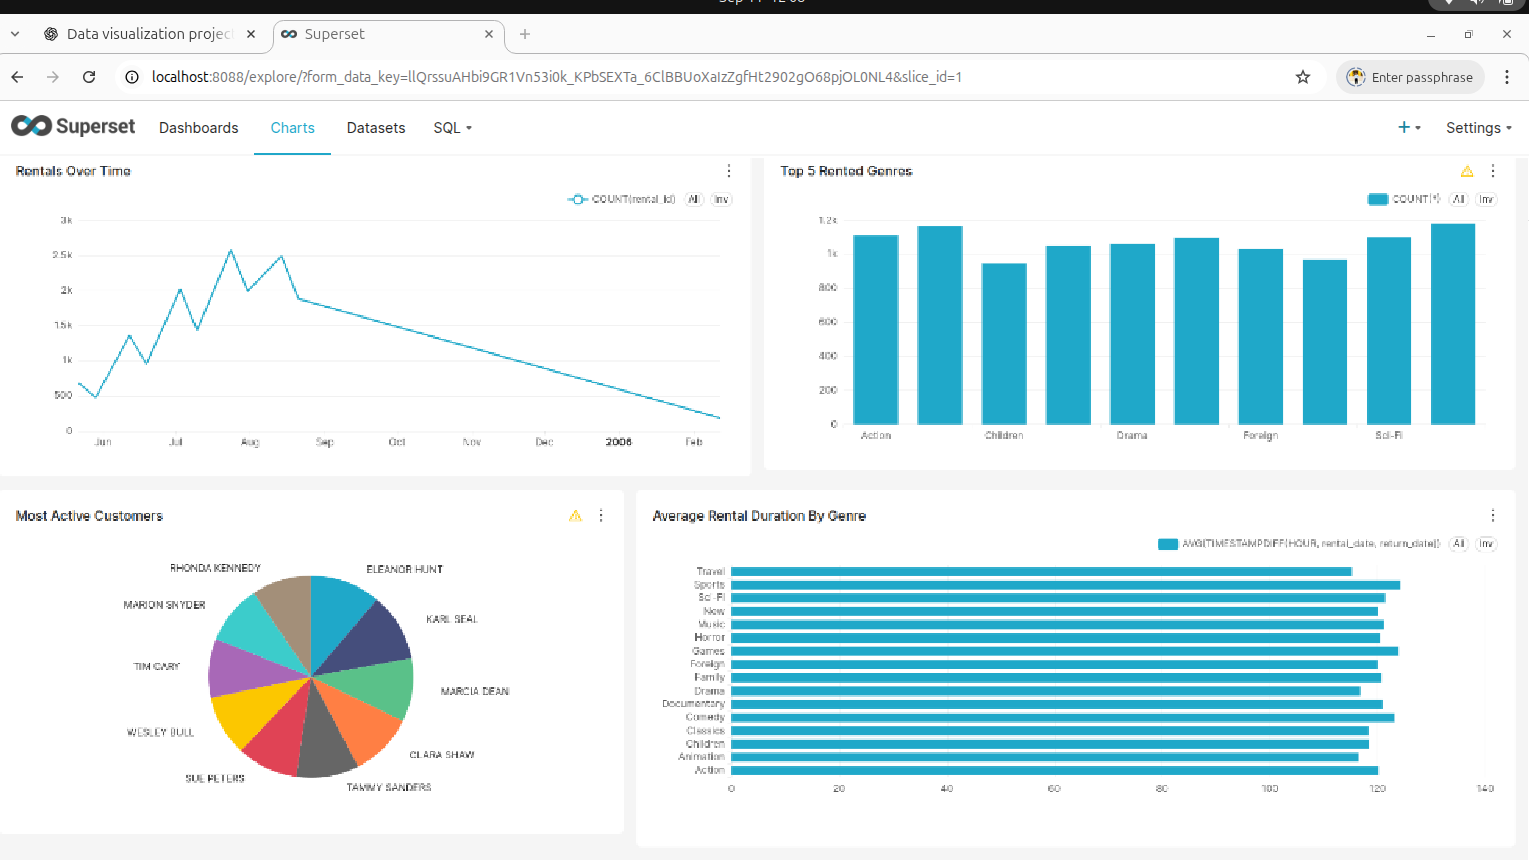 Data visualization projec
Superset
localhost:8088/explore/?form_data_key=llQrssuAHbi9GR1Vn53i0k_KPbSEXTa_6ClBBUoXaIzZgfHt2902gO68pjOL0NL4&slice_id=1
Enter passphrase
Superset
Dashboards
Charts
Datasets
SQL
Settings
Rentals Over Time
COUNT(rental_id)
All
Inv
3k
2.5k
2k
1.5k
1k
500
0
Jun
Jul
Aug
Sep
Oct
Nov
Dec
2006
Feb
Top 5 Rented Genres
COUNT(*)
All
Inv
1.2k
1k
800
600
400
200
0
Action
Children
Drama
Foreign
Sci-Fi
Most Active Customers
RHONDA KENNEDY
ELEANOR HUNT
MARION SNYDER
KARL SEAL
TIM CARY
MARCIA DEAN
WESLEY BULL
CLARA SHAW
SUE PETERS
TAMMY SANDERS
Average Rental Duration By Genre
AVG(TIMESTAMPDIFF(HOUR, rental_date, return_date))
All
Inv
Travel
Sports
Sci-Fi
New
Music
Horror
Games
Foreign
Family
Drama
Documentary
Comedy
Classics
Children
Animation
Action
0
20
40
60
80
100
120
140